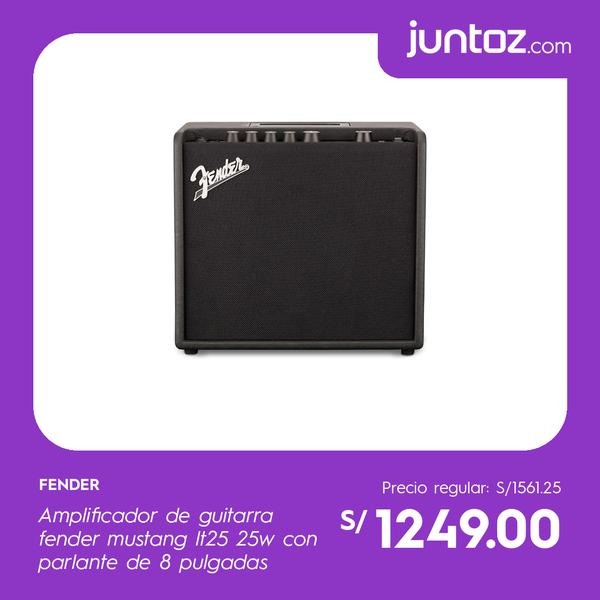 juntoz.com
Fender
FENDER
Amplificador de guitarra
fender mustang lt25 25w con
parlante de 8 pulgadas
Precio regular: S/1561.25
S/ 1249.00